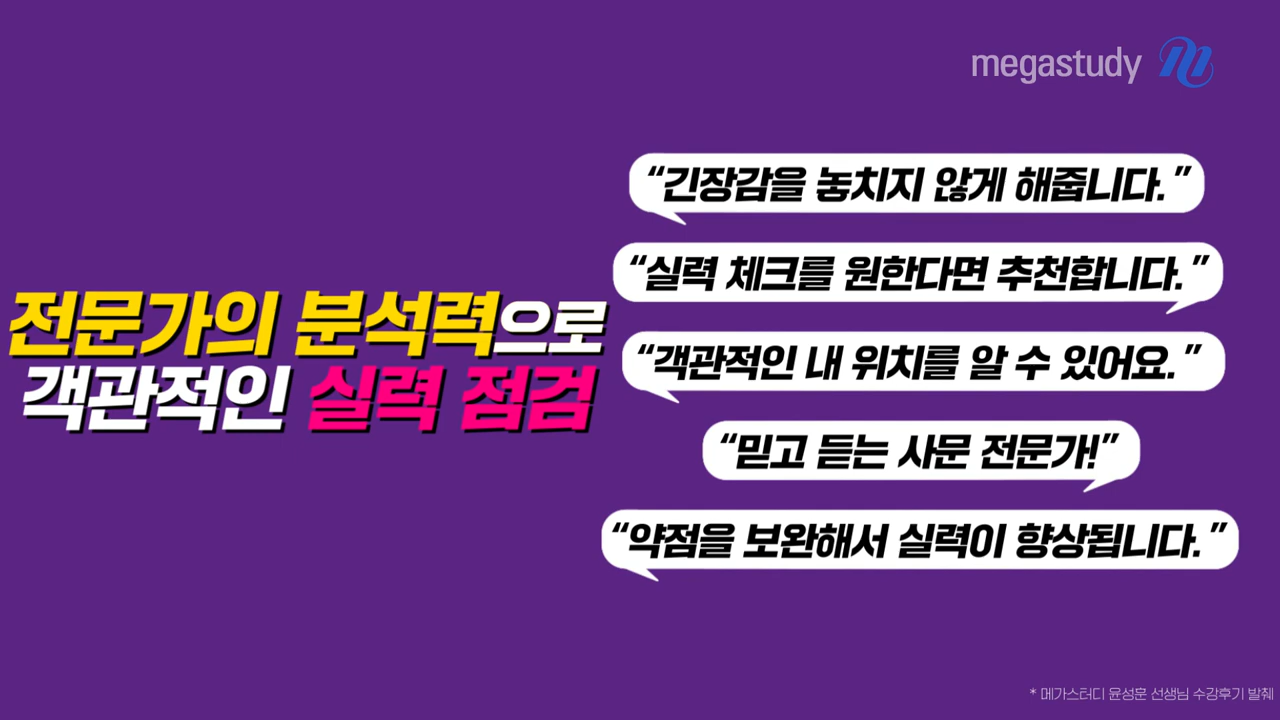 megastudy
전문가의 분석력으로
객관적인 실력 점검
“긴장감을 놓치지 않게 해줍니다.”
“실력 체크를 원한다면 추천합니다.”
“객관적인 내 위치를 알 수 있어요.”
“믿고 듣는 사문 전문가!”
“약점을 보완해서 실력이 향상됩니다.”
* 메가스터디 윤성훈 선생님 수강후기 발췌